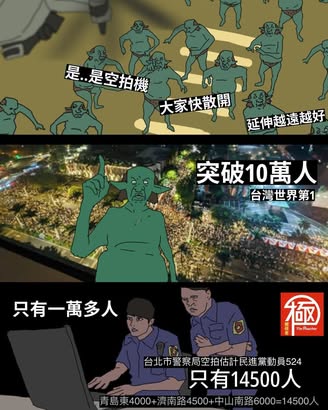 是..是空拍機
大家快散開
延伸越遠越好
突破10萬人
台灣世界第1
只有一萬多人
極
The Reacher
台北市警察局空拍估計民進黨動員524
只有14500人
青島東4000+濟南路4500+中山南路6000=14500人